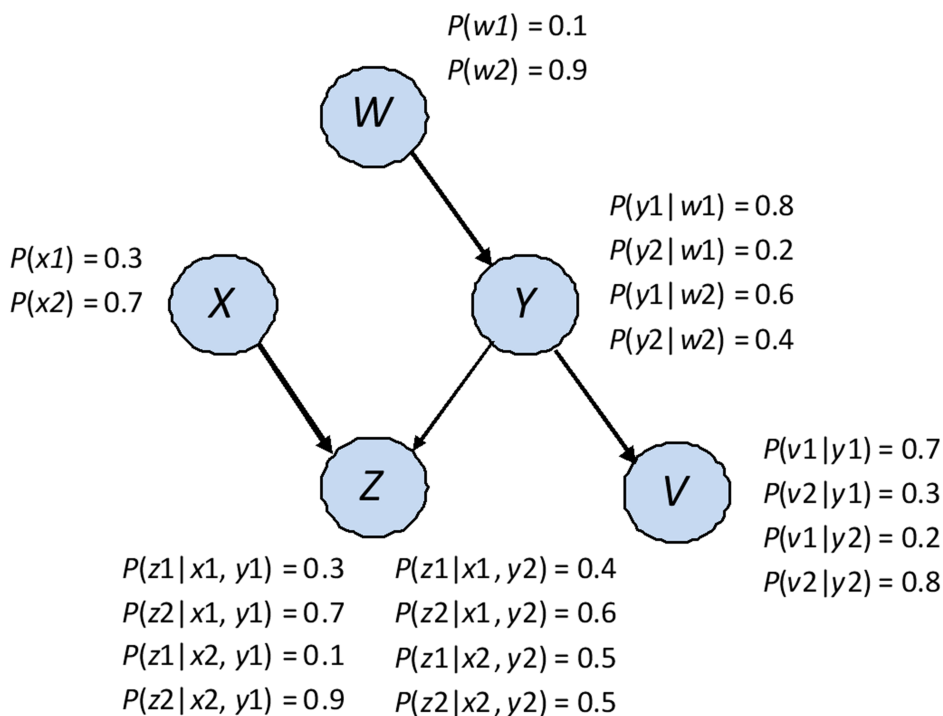 P(w1) = 0.1
P(w2) = 0.9
W
P(y1|w1) = 0.8
P(y2|w1) = 0.2
P(y1|w2) = 0.6
P(y2|w2) = 0.4
P(x1) = 0.3
P(x2) = 0.7
X
Y
Z
V
P(v1|y1) = 0.7
P(v2|y1) = 0.3
P(v1|y2) = 0.2
P(v2|y2) = 0.8
P(z1|x1, y1) = 0.3 P(z1|x1, y2) = 0.4
P(z2|x1, y1) = 0.7 P(z2|x1, y2) = 0.6
P(z1|x2, y1) = 0.1 P(z1|x2, y2) = 0.5
P(z2|x2, y1) = 0.9 P(z2|x2, y2) = 0.5